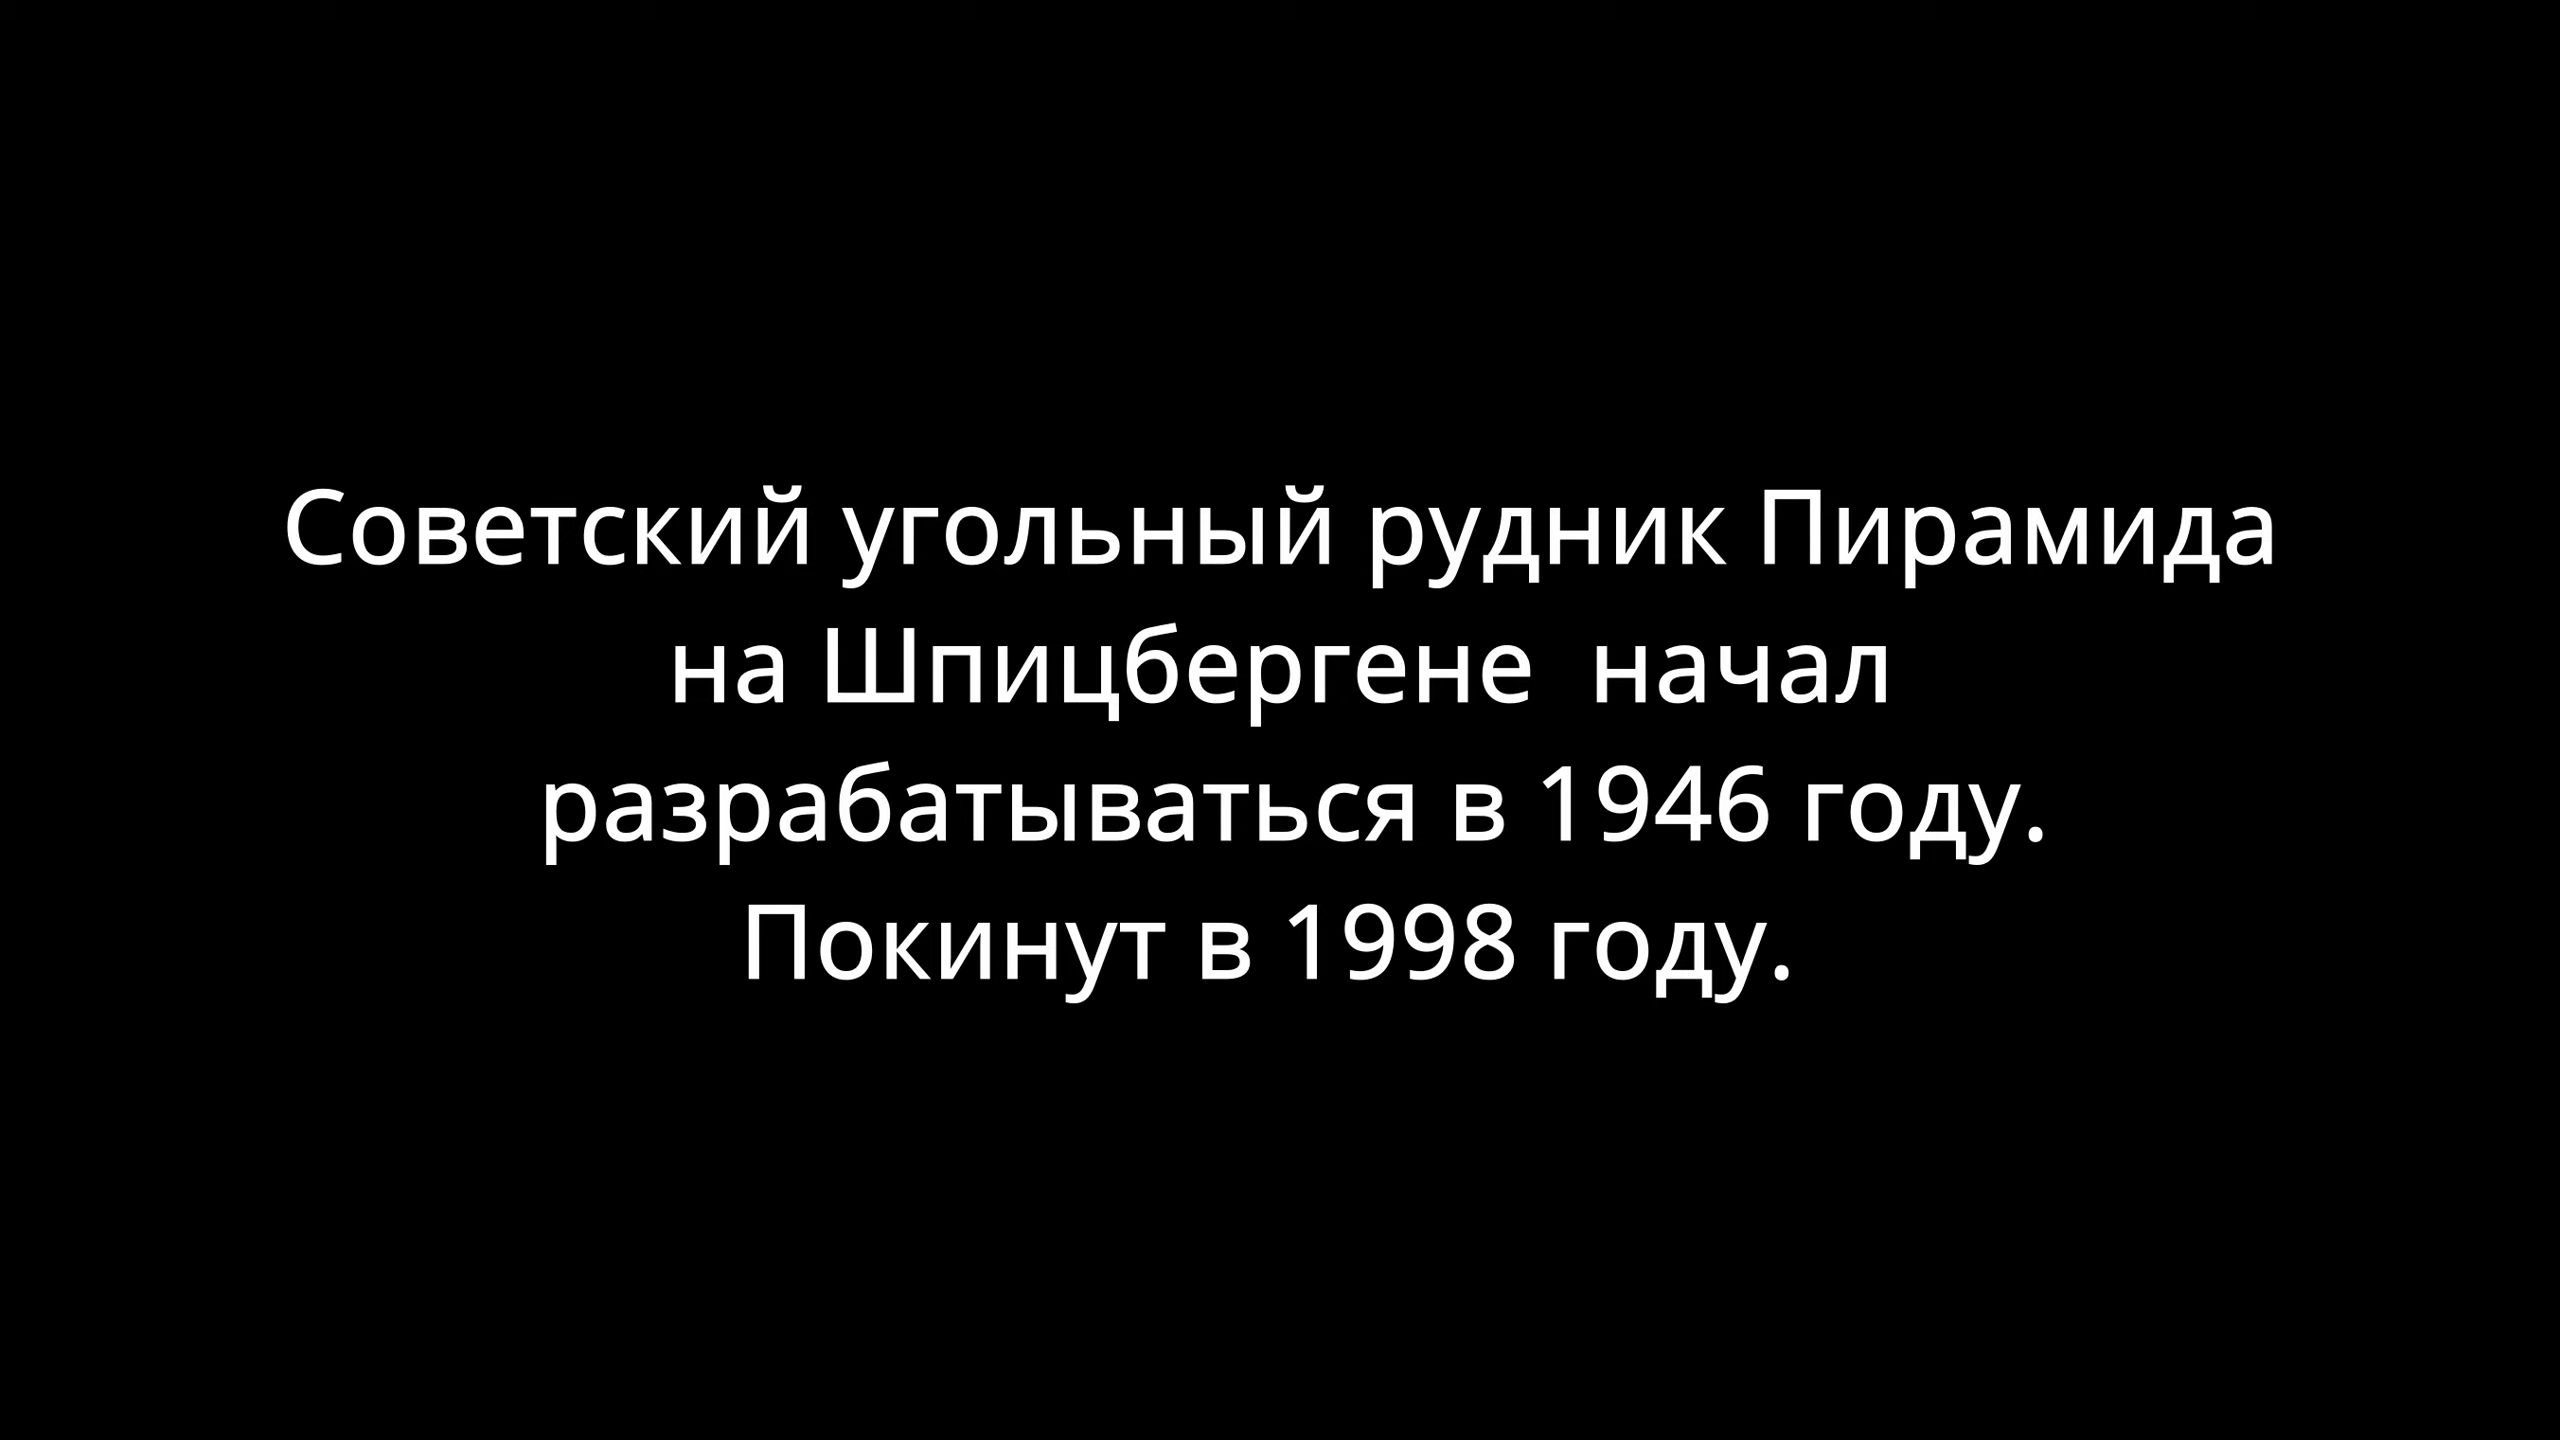 Советский угольный рудник Пирамида
на Шпицбергене  начал
разрабатываться в 1946 году.
Покинут в 1998 году.